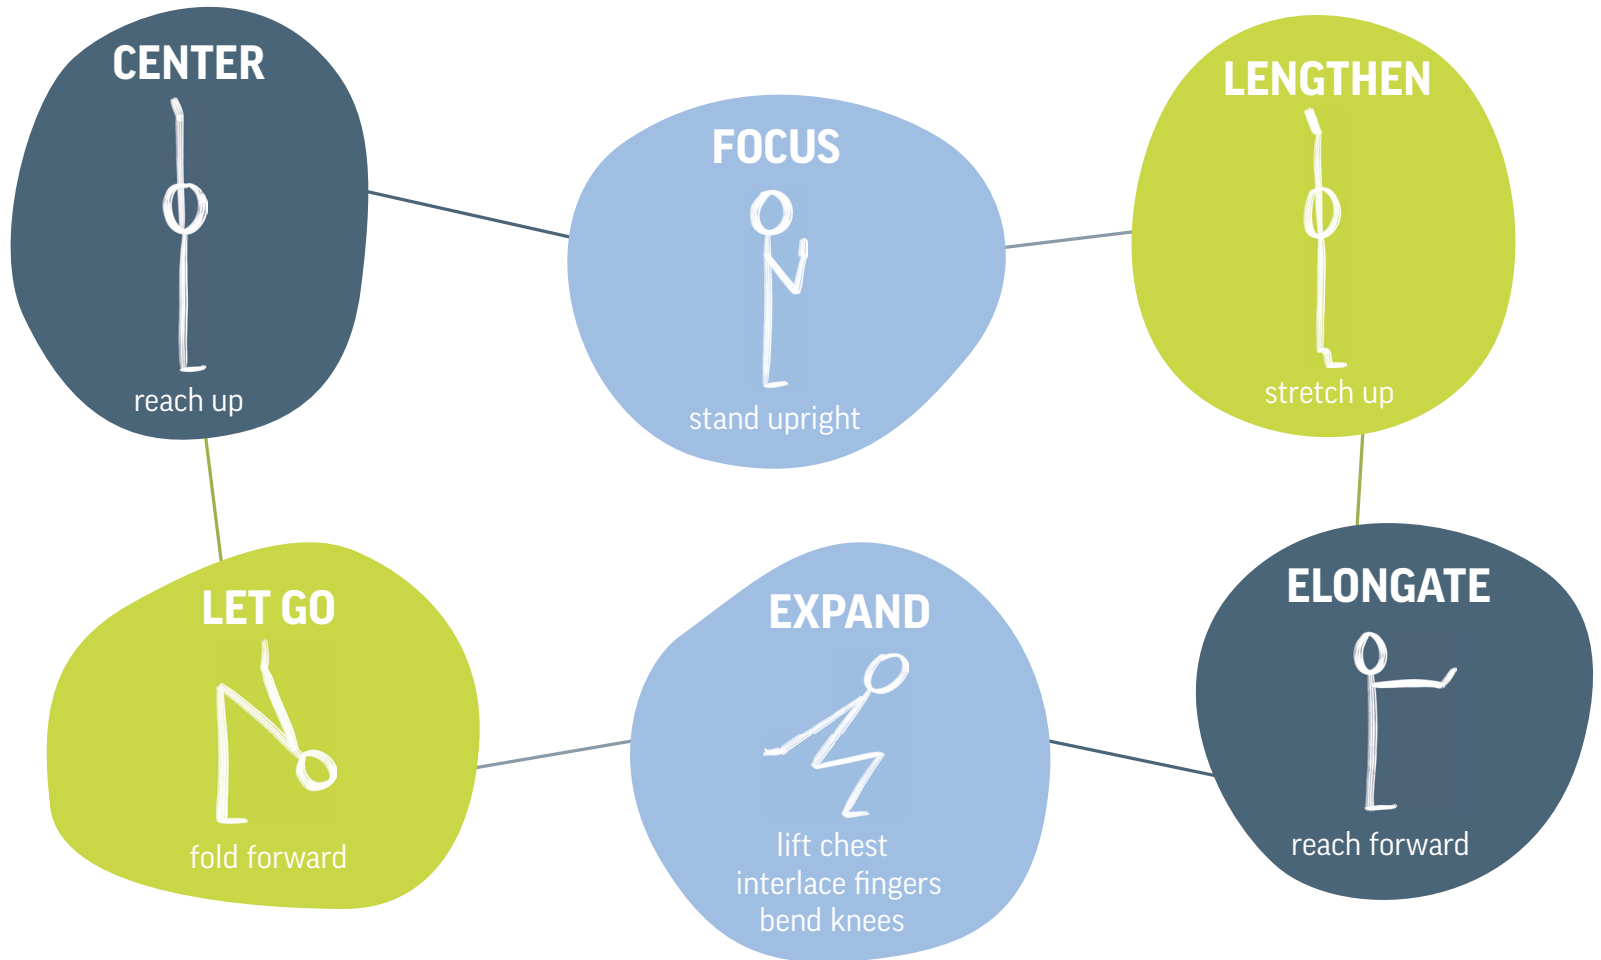 CENTER
reach up
FOCUS
stand upright
LENGTHEN
stretch up
LET GO
fold forward
EXPAND
lift chest
interlace fingers
bend knees
ELONGATE
reach forward